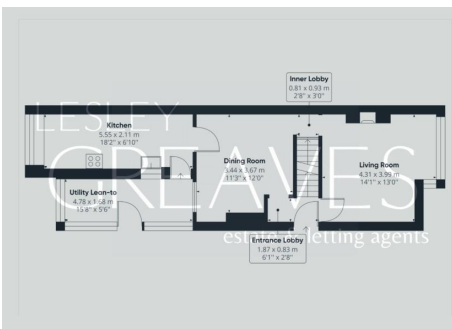 Inner Lobby
0.81 x 0.93 m
2'8" x 3'0"
LESLEY
GREAVES
estate & letting agents
Kitchen
5.55 x 2.11 m
18'2" x 6'10"
Dining Room
3.44 x 3.67 m
11'3" x 12'0"
Living Room
4.31 x 3.99 m
14'1" x 13'0"
Utility Lean-to
4.78 x 1.68 m
15'8" x 5'6"
Entrance Lobby
1.87 x 0.83 m
6'1" x 2'8"